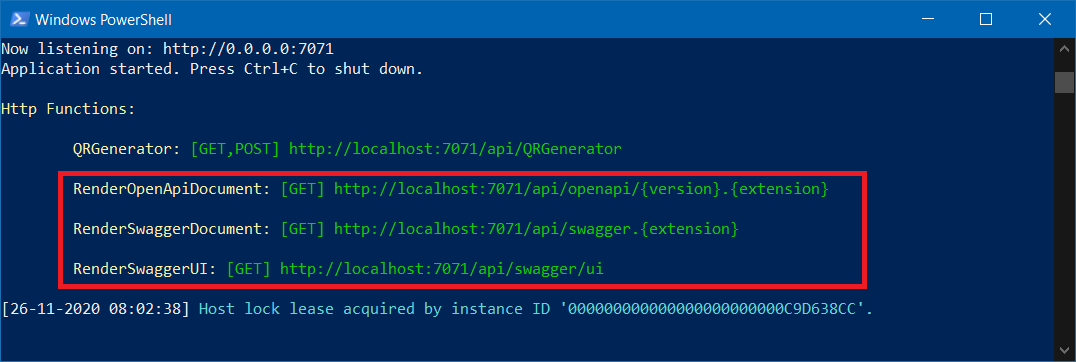 Windows PowerShell
Now listening on: http://0.0.0.0:7071
Application started. Press Ctrl+C to shut down.
Http Functions:
QRGenerator: [GET,POST] http://localhost:7071/api/QRGenerator
RenderOpenApiDocument: [GET] http://localhost:7071/api/openapi/{version}.{extension}
RenderSwaggerDocument: [GET] http://localhost:7071/api/swagger.{extension}
RenderSwaggerUI: [GET] http://localhost:7071/api/swagger/ui
[26-11-2020 08:02:38] Host lock lease acquired by instance ID '000000000000000000000000C9D638CC'.